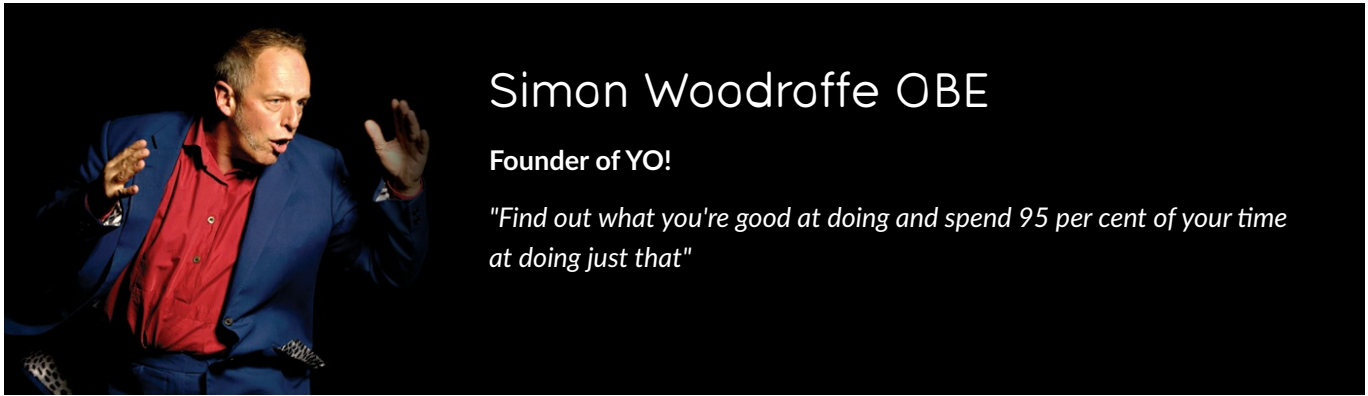 Simon Woodroffe OBE
Founder of YO!
"Find out what you're good at doing and spend 95 per cent of your time
at doing just that"